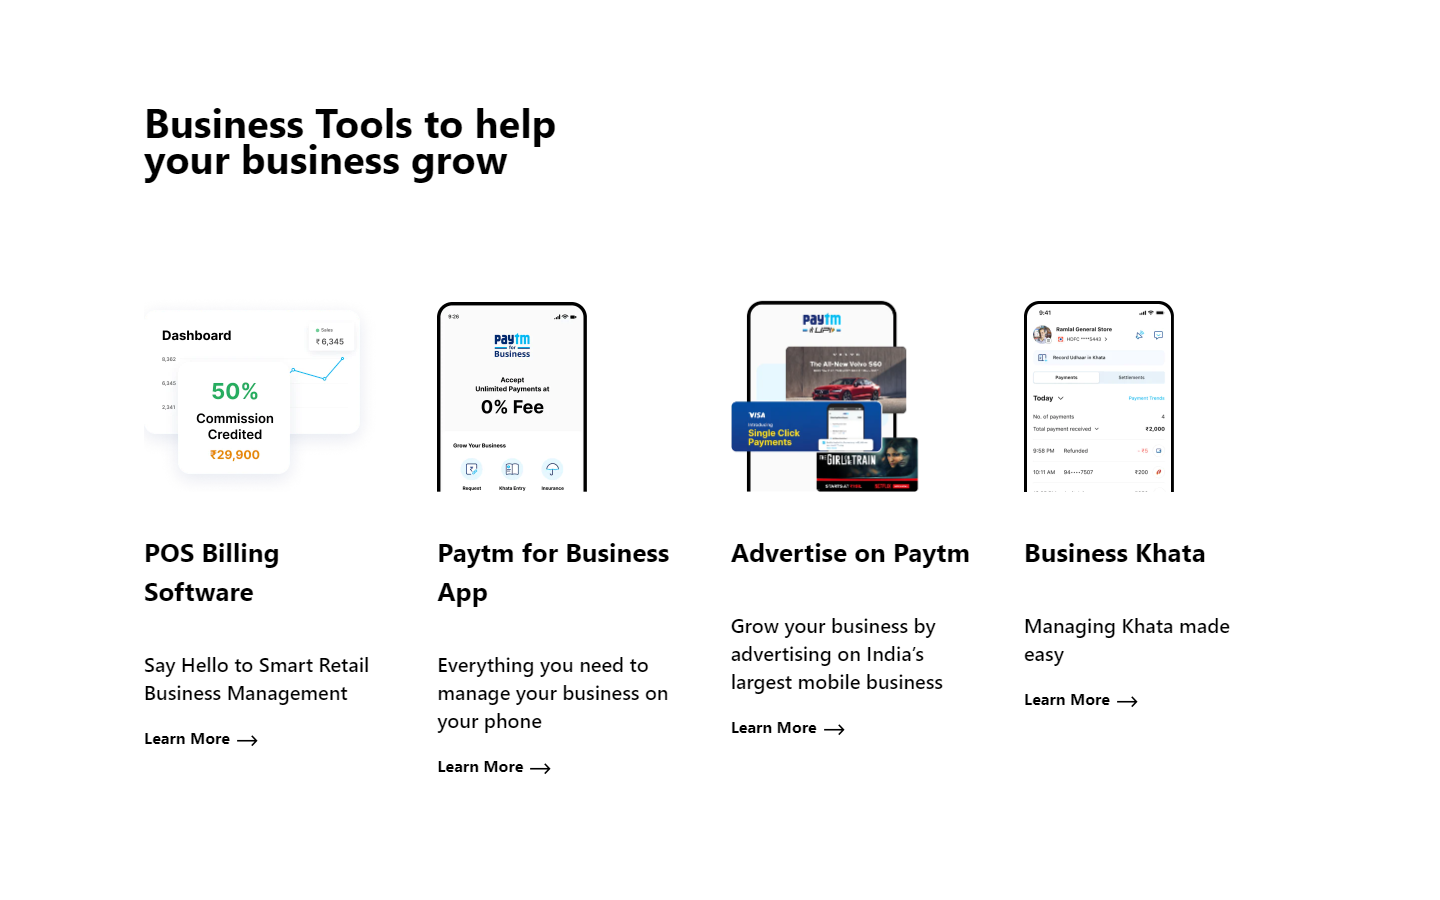 Business Tools to help
your business grow
Dashboard
Sales
₹ 6,345
8,362
6,345
2,341
50%
Commission
Credited
₹29,900
POS Billing
Software
Say Hello to Smart Retail
Business Management
Learn More
9:28
paytm
for
Business
Accept
Unlimited Payments at
0% Fee
Grow Your Business
Request
Khata Entry
Insurance
Paytm for Business
App
Everything you need to
manage your business on
your phone
Learn More
paytm
UPI
VOLVO
The All-New Volvo S60
VISA
Introducing
Single Click
Payments
THE GIRL ON THE TRAIN
Advertise on Paytm
Grow your business by
advertising on India’s
largest mobile business
Learn More
9:41
Ramlal General Store
HDFC ****5443
Record Udhaar in Khata
Payments
Settlements
Today
Payment Trends
No. of payments
4
Total payment received
₹2,000
9:58 PM
Refunded
-₹5
10:11 AM
94····7507
₹200
Business Khata
Managing Khata made
easy
Learn More